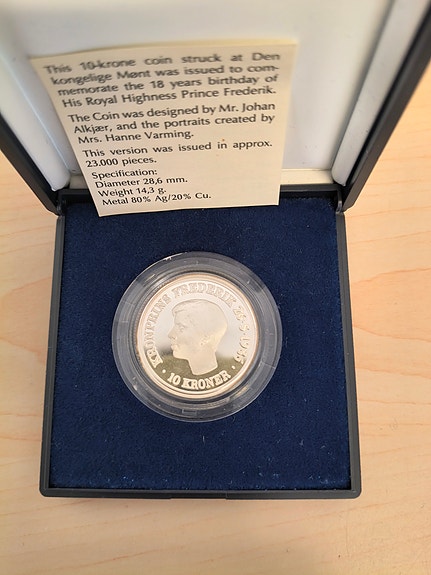 This 10-krone coin struck at Den
kongelige Mønt was issued to com-
memorate the 18 years birthday of
His Royal Highness Prince Frederik.
The Coin was designed by Mr. Johan
Alkjær, and the portraits created by
Mrs. Hanne Varming.
This version was issued in approx.
23.000 pieces.
Specification:
Diameter 28,6 mm.
Weight 14,3 g.
Metal 80% Ag/20% Cu.
KRONPRINS FREDERIK 26·5·1986
· 10 KRONER ·